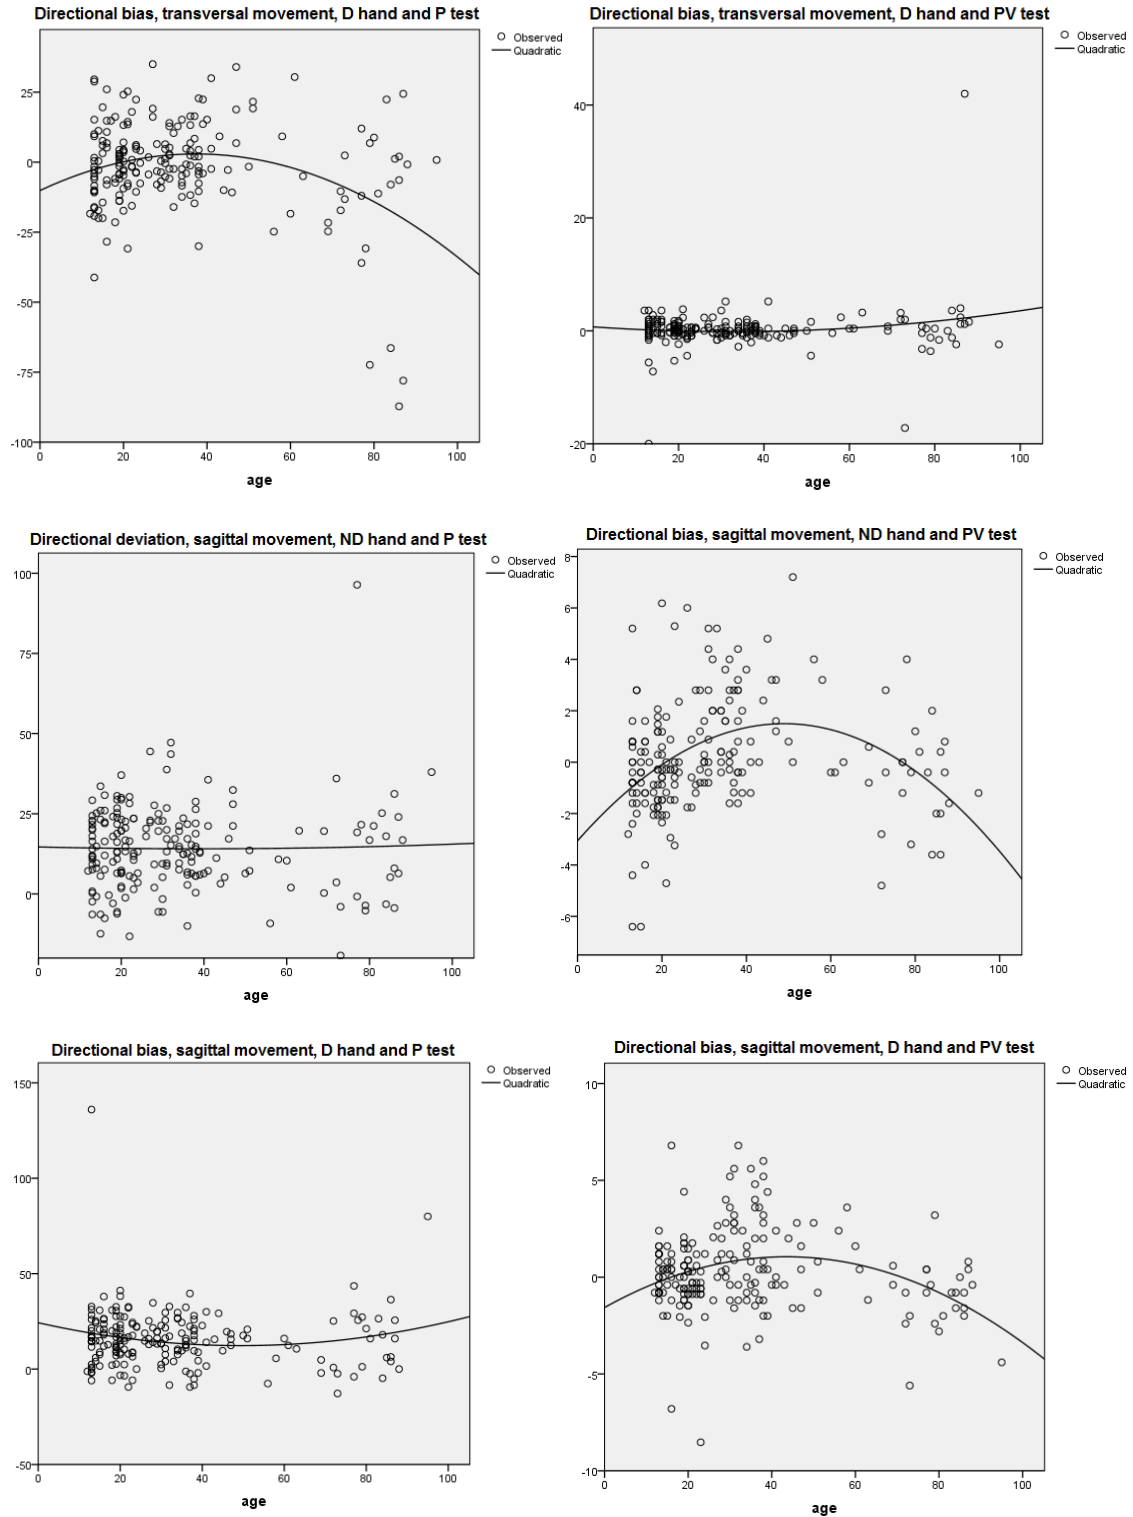 Directional bias, transversal movement, D hand and P test
Observed
Quadratic
25
0
-25
-50
-75
-100
0 20 40 60 80 100
age
Directional bias, transversal movement, D hand and PV test
Observed
Quadratic
40
20
0
-20
0 20 40 60 80 100
age
Directional deviation, sagittal movement, ND hand and P test
Observed
Quadratic
100
75
50
25
0
0 20 40 60 80 100
age
Directional bias, sagittal movement, ND hand and PV test
Observed
Quadratic
8
6
4
2
0
-2
-4
-6
0 20 40 60 80 100
age
Directional bias, sagittal movement, D hand and P test
Observed
Quadratic
150
100
50
0
-50
0 20 40 60 80 100
age
Directional bias, sagittal movement, D hand and PV test
Observed
Quadratic
10
5
0
-5
-10
0 20 40 60 80 100
age